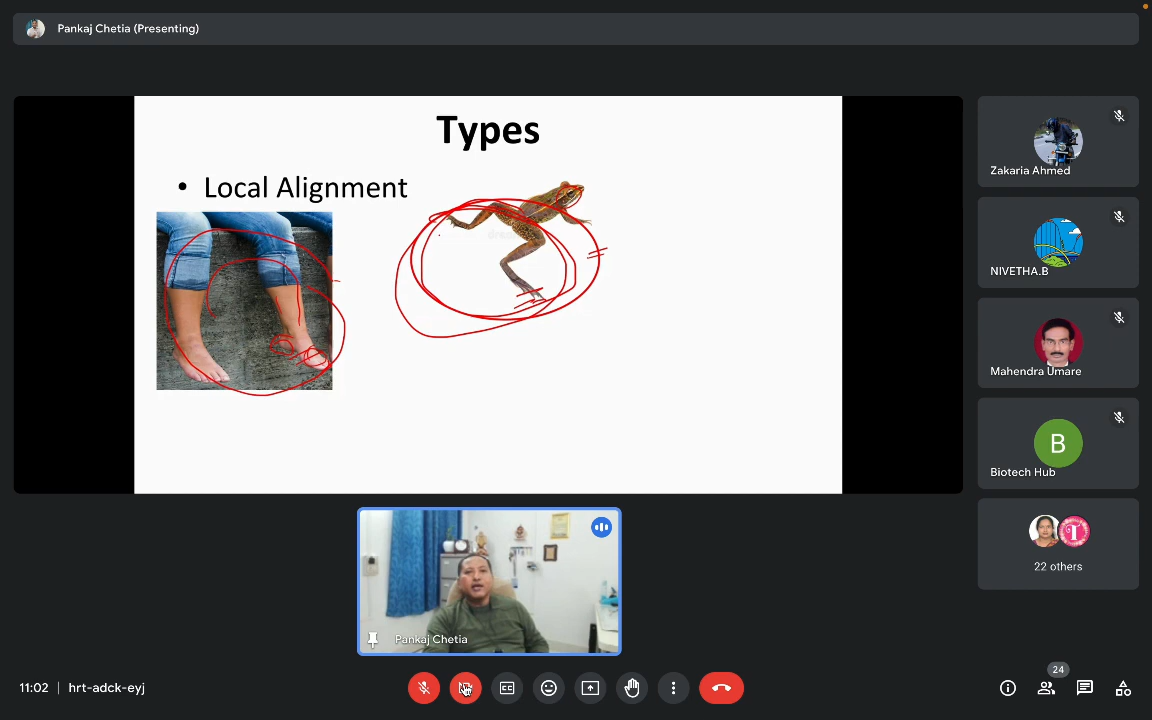 Pankaj Chetia (Presenting)
Types
• Local Alignment
Zakaria Ahmed
NIVETHA.B
Mahendra Umare
B
Biotech Hub
T
22 others
Pankaj Chetia
11:02 | hrt-adck-eyj
CC
24